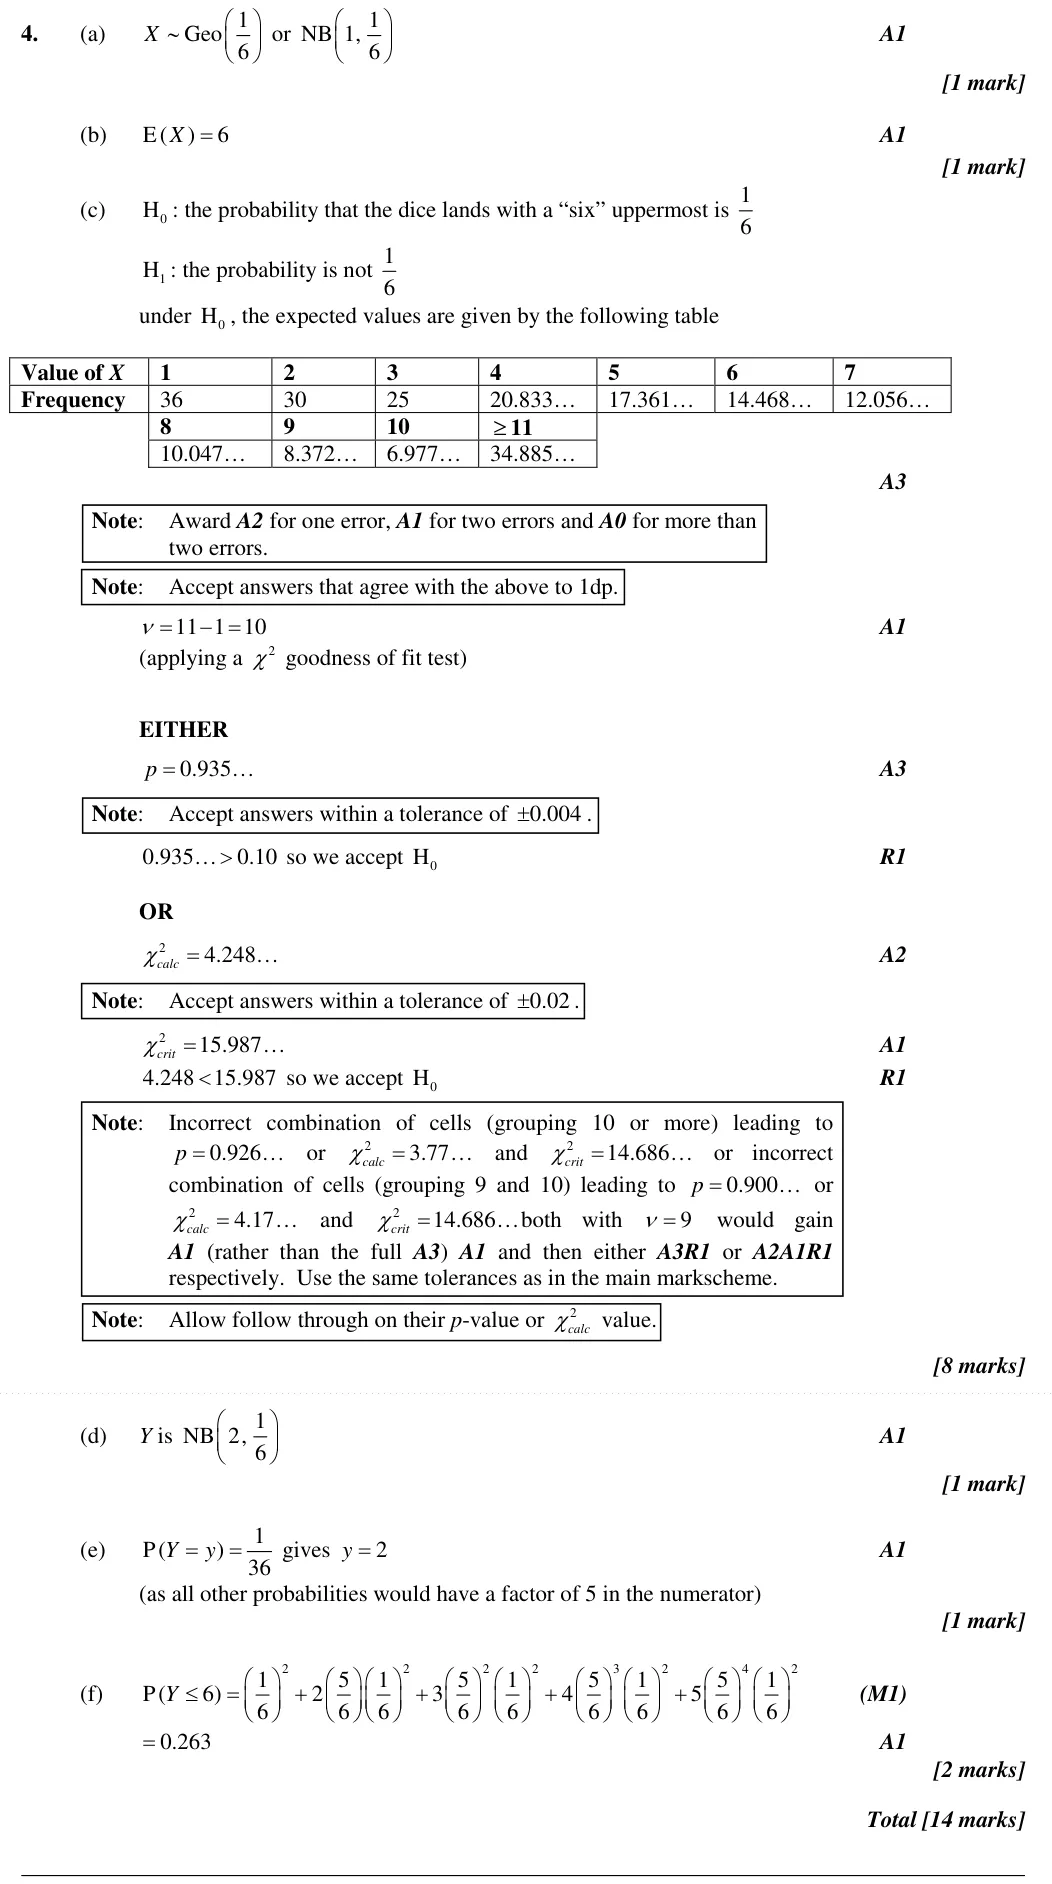 4. (a) X ~ Geo(1/6) or NB(1, 1/6) A1
[1 mark]
(b) E(X) = 6 A1
[1 mark]
(c) H₀ : the probability that the dice lands with a “six” uppermost is 1/6
H₁ : the probability is not 1/6
under H₀ , the expected values are given by the following table
Value of X 1 2 3 4 5 6 7
Frequency 36 30 25 20.833… 17.361… 14.468… 12.056…
8 9 10 ≥11
10.047… 8.372… 6.977… 34.885…
A3
Note: Award A2 for one error, A1 for two errors and A0 for more than
two errors.
Note: Accept answers that agree with the above to 1dp.
ν = 11 − 1 = 10 A1
(applying a χ² goodness of fit test)
EITHER
p = 0.935… A3
Note: Accept answers within a tolerance of ±0.004 .
0.935… > 0.10 so we accept H₀ R1
OR
χ²calc = 4.248… A2
Note: Accept answers within a tolerance of ±0.02 .
χ²crit = 15.987… A1
4.248 < 15.987 so we accept H₀ R1
Note: Incorrect combination of cells (grouping 10 or more) leading to
p = 0.926… or χ²calc = 3.77… and χ²crit = 14.686… or incorrect
combination of cells (grouping 9 and 10) leading to p = 0.900… or
χ²calc = 4.17… and χ²crit = 14.686… both with ν = 9 would gain
A1 (rather than the full A3) A1 and then either A3R1 or A2A1R1
respectively. Use the same tolerances as in the main markscheme.
Note: Allow follow through on their p-value or χ²calc value.
[8 marks]
(d) Y is NB(2, 1/6) A1
[1 mark]
(e) P(Y = y) = 1/36 gives y = 2 A1
(as all other probabilities would have a factor of 5 in the numerator)
[1 mark]
(f) P(Y ≤ 6) = (1/6)² + 2(5/6)(1/6)² + 3(5/6)²(1/6)² + 4(5/6)³(1/6)² + 5(5/6)⁴(1/6)² (M1)
= 0.263 A1
[2 marks]
Total [14 marks]